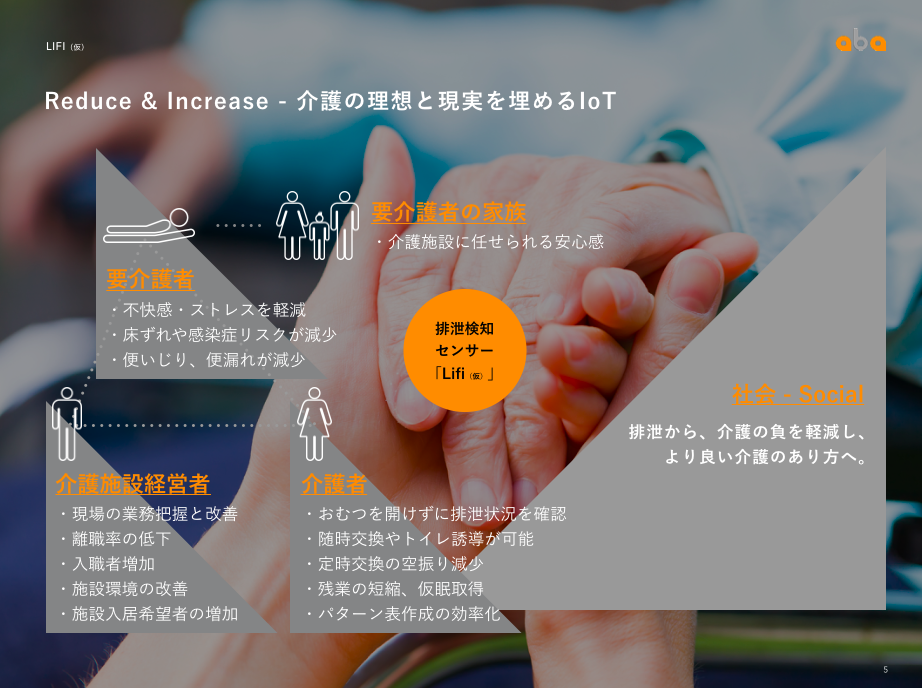 LIFI（仮）
aba
Reduce & Increase - 介護の理想と現実を埋めるIoT
要介護者の家族
・介護施設に任せられる安心感
要介護者
・不快感・ストレスを軽減
・床ずれや感染症リスクが減少
・便いじり、便漏れが減少
排泄検知
センサー
「Lifi（仮）」
社会 - Social
排泄から、介護の負を軽減し、
より良い介護のあり方へ。
介護施設経営者
・現場の業務把握と改善
・離職率の低下
・入職者増加
・施設環境の改善
・施設入居希望者の増加
介護者
・おむつを開けずに排泄状況を確認
・随時交換やトイレ誘導が可能
・定時交換の空振り減少
・残業の短縮、仮眠取得
・パターン表作成の効率化
5